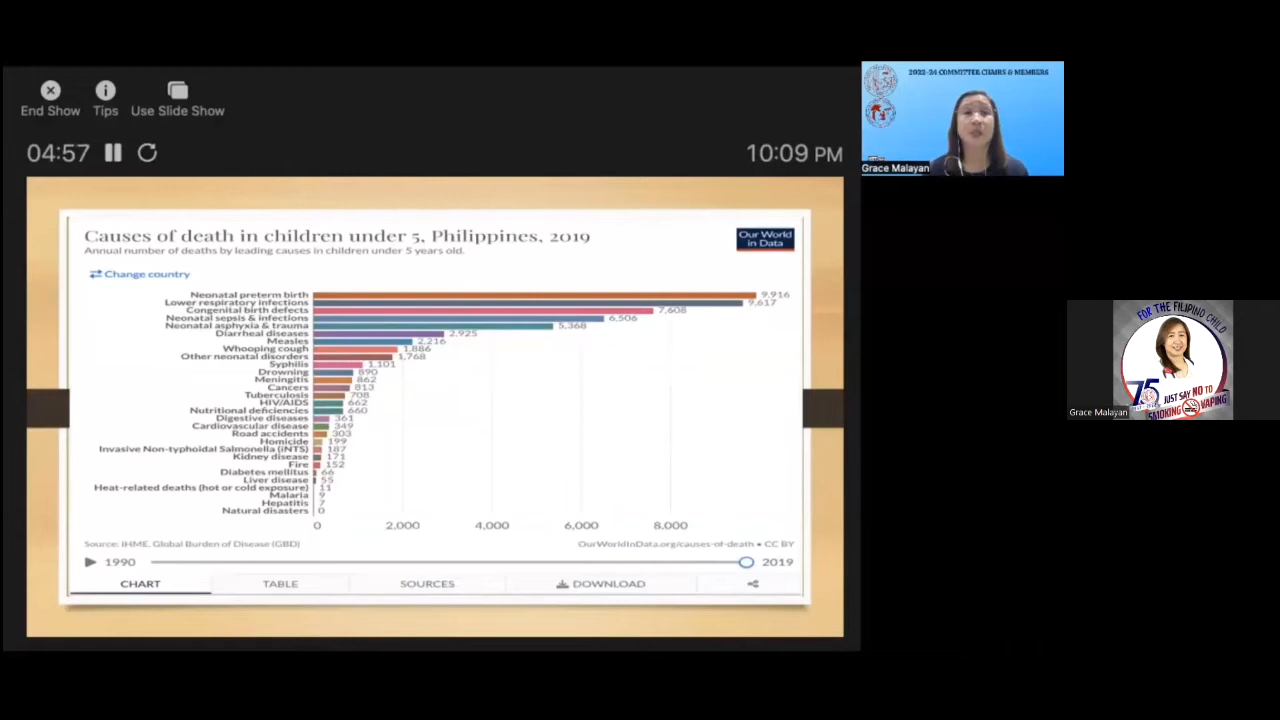 End Show Tips Use Slide Show
04:57
10:09 PM
Causes of death in children under 5, Philippines, 2019
Annual number of deaths by leading causes in children under 5 years old.
Our World
in Data
Change country
Neonatal preterm birth 9,916
Lower respiratory infections 9,617
Congenital birth defects 7,608
Neonatal sepsis & infections 6,506
Neonatal asphyxia & trauma 5,368
Diarrheal diseases 2,925
Measles 2,216
Whooping cough 1,886
Other neonatal disorders 1,768
Syphilis 1,101
Drowning 890
Meningitis 862
Cancers 813
Tuberculosis 708
HIV/AIDS 662
Nutritional deficiencies 660
Digestive diseases 361
Cardiovascular disease 349
Road accidents 303
Homicide 199
Invasive Non-typhoidal Salmonella (iNTS) 187
Kidney disease 171
Fire 152
Diabetes mellitus 66
Liver disease 55
Heat-related deaths (hot or cold exposure) 11
Malaria 9
Hepatitis 7
Natural disasters 0
0 2,000 4,000 6,000 8,000
Source: IHME, Global Burden of Disease (GBD)
OurWorldInData.org/causes-of-death • CC BY
1990 2019
CHART TABLE SOURCES DOWNLOAD
2022-24 COMMITTEE CHAIRS & MEMBERS
Grace Malayan
FOR THE FILIPINO CHILD
75
JUST SAY NO TO
SMOKING VAPING
Grace Malayan